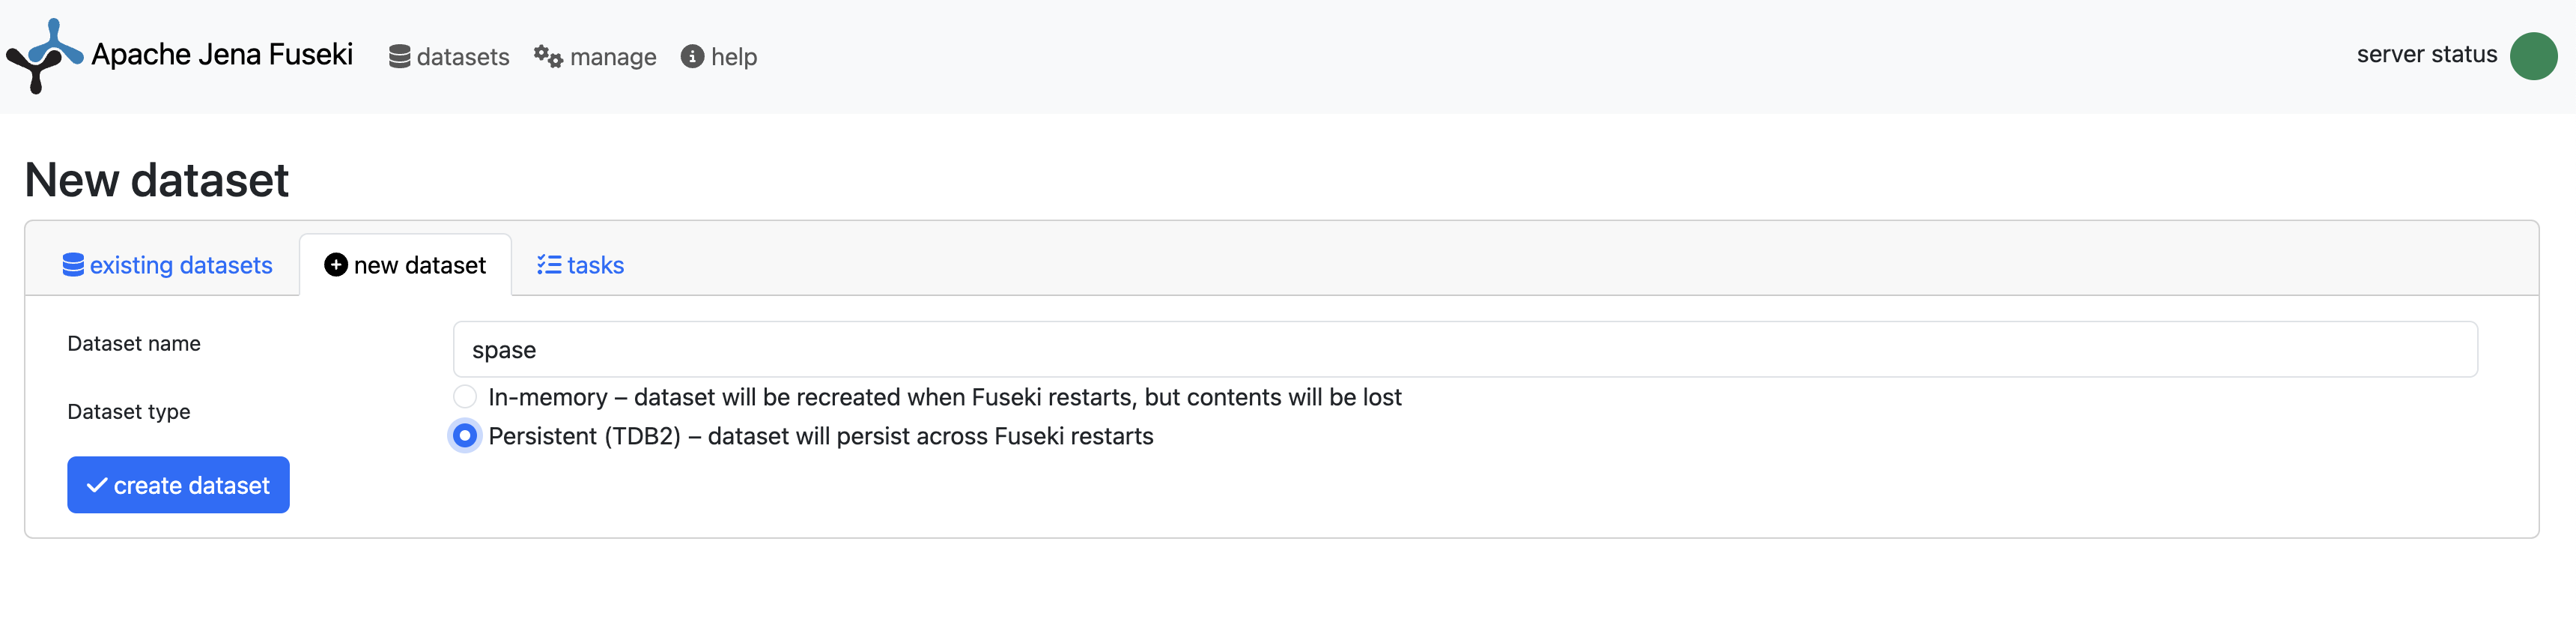 Apache Jena Fuseki datasets manage help server status
New dataset
existing datasets new dataset tasks
Dataset name spase
In-memory – dataset will be recreated when Fuseki restarts, but contents will be lost
Dataset type
Persistent (TDB2) – dataset will persist across Fuseki restarts
create dataset